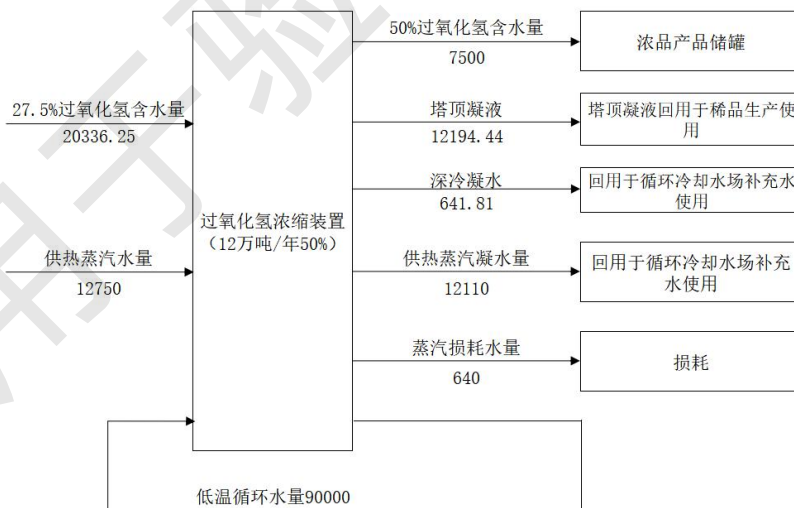 50%过氧化氢含水量
7500
浓品产品储罐
27.5%过氧化氢含水量
20336.25
塔顶凝液
12194.44
塔顶凝液回用于稀品生产使
用
深冷凝水
641.81
回用于循环冷却水场补充水
使用
过氧化氢浓缩装置
（12万吨/年50%）
供热蒸汽水量
12750
供热蒸汽凝水量
12110
回用于循环冷却水场补充
水使用
蒸汽损耗水量
640
损耗
低温循环水量90000
用于验